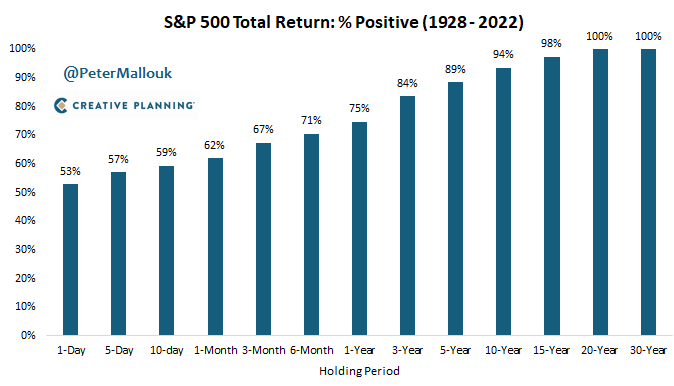 S&P 500 Total Return: % Positive (1928 - 2022)
100%
90%
80%
70%
60%
50%
40%
30%
20%
10%
0%
@PeterMallouk
CREATIVE PLANNING
53%
57%
59%
62%
67%
71%
75%
84%
89%
94%
98%
100%
100%
1-Day
5-Day
10-day
1-Month
3-Month
6-Month
1-Year
3-Year
5-Year
10-Year
15-Year
20-Year
30-Year
Holding Period